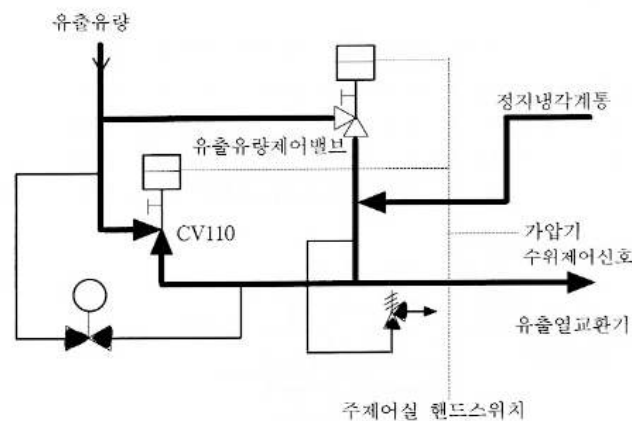 유출유량
정지냉각계통
유출유량제어밸브
CV110
가압기
수위제어신호
유출열교환기
주제어실 핸드스위치